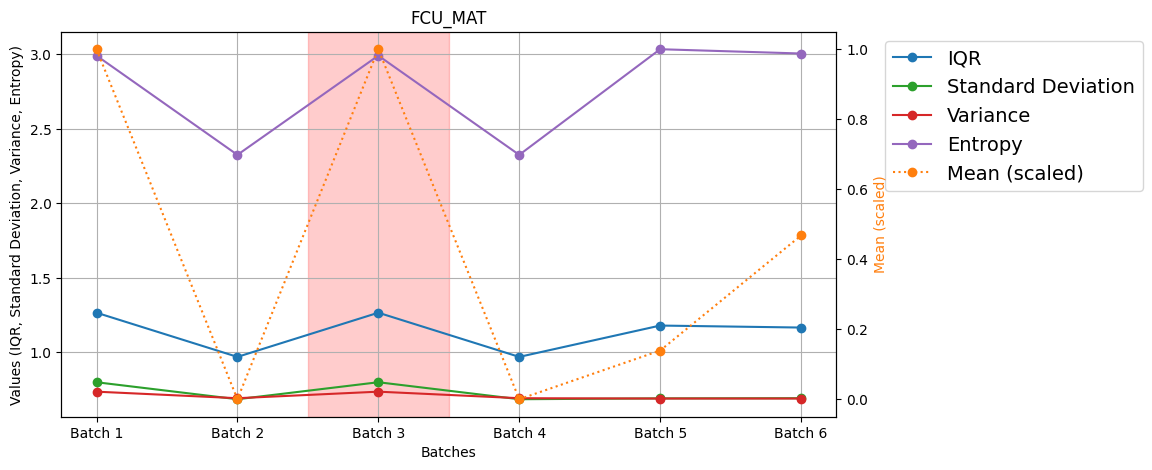 FCU_MAT
Values (IQR, Standard Deviation, Variance, Entropy)
3.0
2.5
2.0
1.5
1.0
Batch 1 Batch 2 Batch 3 Batch 4 Batch 5 Batch 6
Batches
1.0
0.8
0.6
0.4
0.2
0.0
Mean (scaled)
IQR
Standard Deviation
Variance
Entropy
Mean (scaled)